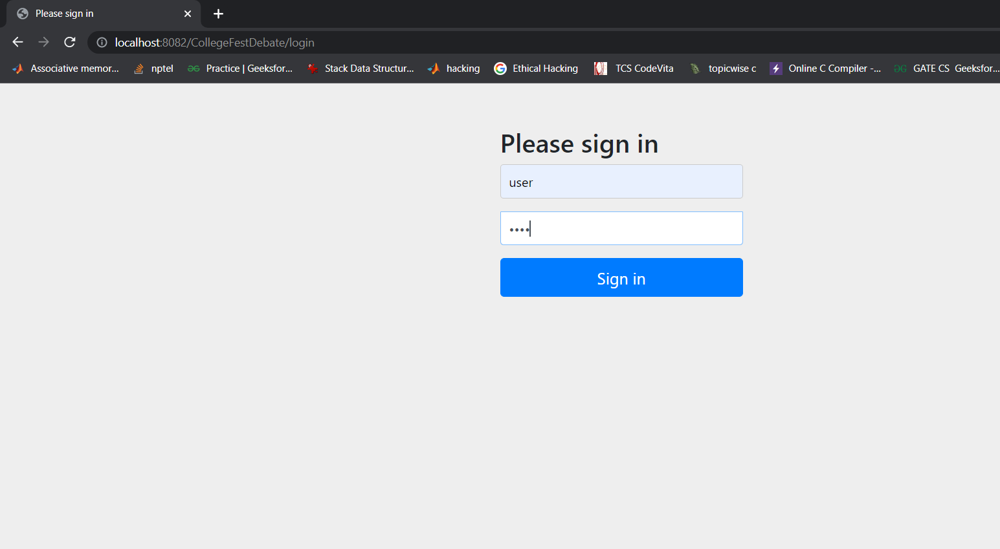 Please sign in
localhost:8082/CollegeFestDebate/login
Associative memor... nptel Practice | Geeksfor... Stack Data Structur... hacking Ethical Hacking TCS CodeVita topicwise c Online C Compiler -... GATE CS Geeksfor...
Please sign in
user
••••
Sign in